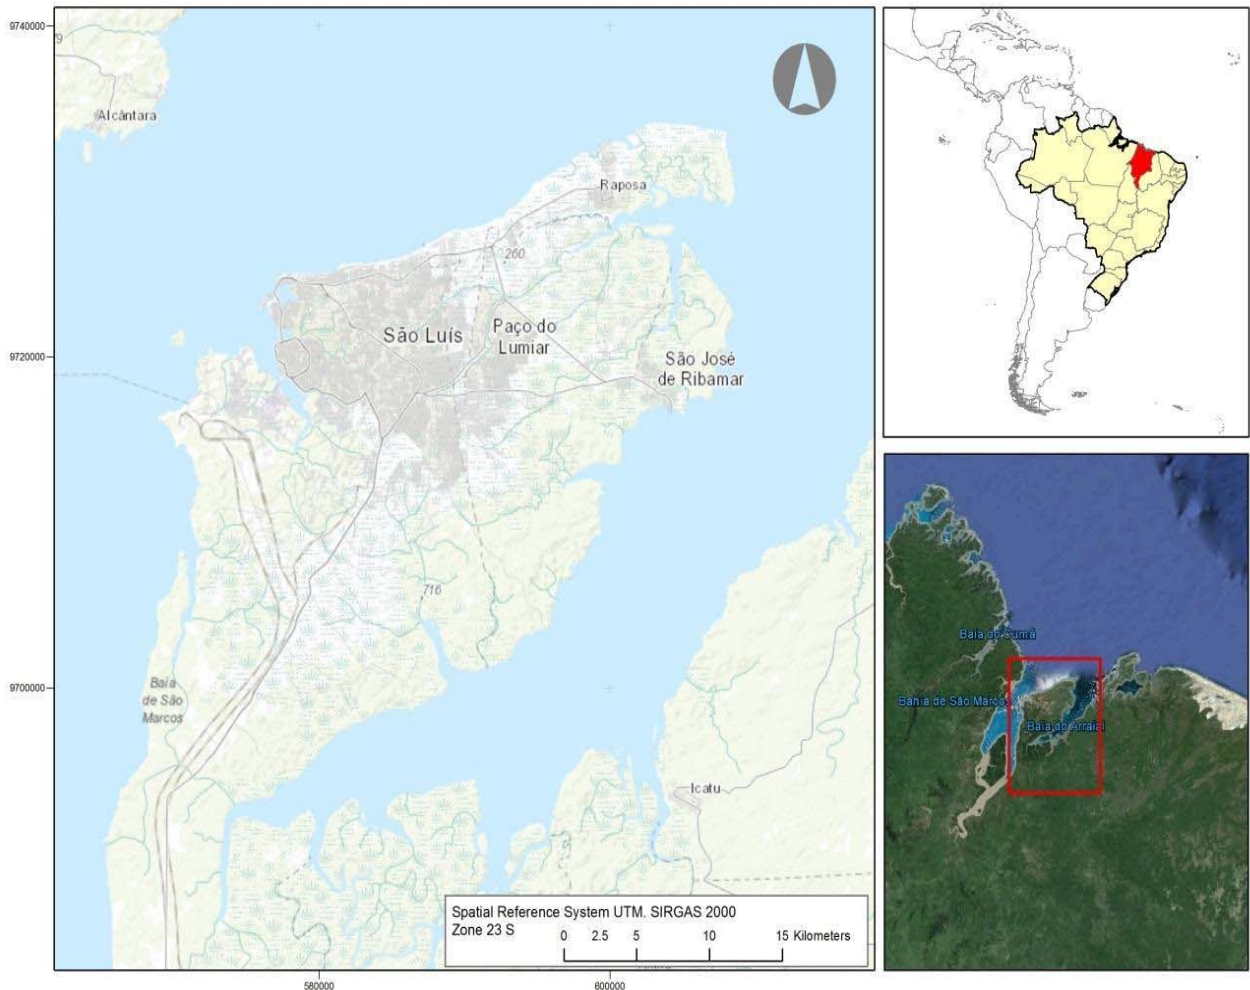 9740000
9
Alcântara
Raposa
260
São Luís
Paço do
Lumiar
9720000
São José
de Ribamar
716
9700000
Baía
de São
Marcos
Icatu
Spatial Reference System UTM. SIRGAS 2000
Zone 23 S
0 2.5 5 10 15 Kilometers
580000
600000
Baía do Cumã
Bahia de São Marcos
Baía do Arraial